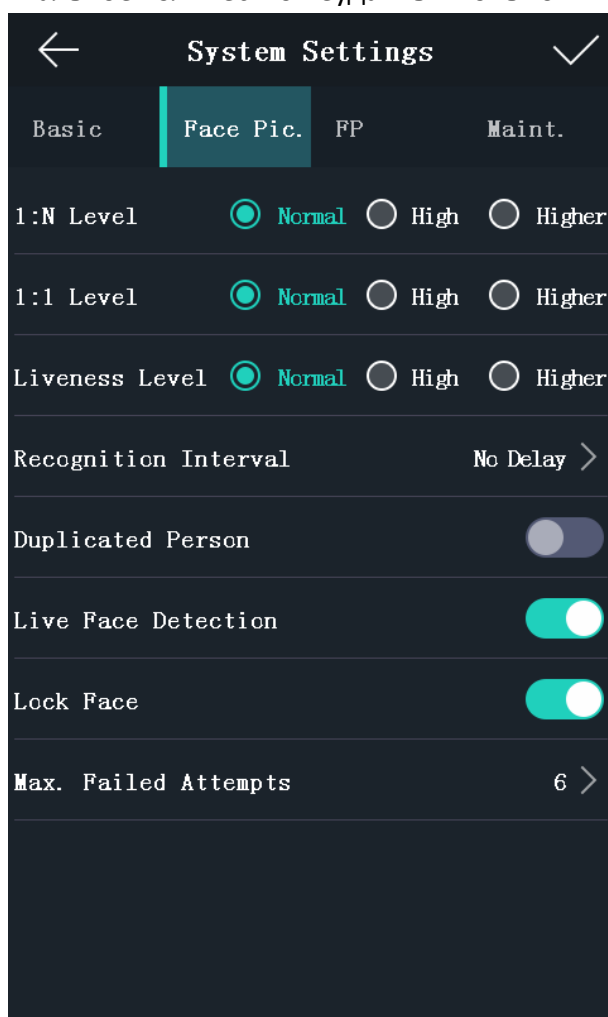 System Settings
Basic Face Pic. FP Maint.
1:N Level Normal High Higher
1:1 Level Normal High Higher
Liveness Level Normal High Higher
Recognition Interval No Delay
Duplicated Person
Live Face Detection
Lock Face
Max. Failed Attempts 6